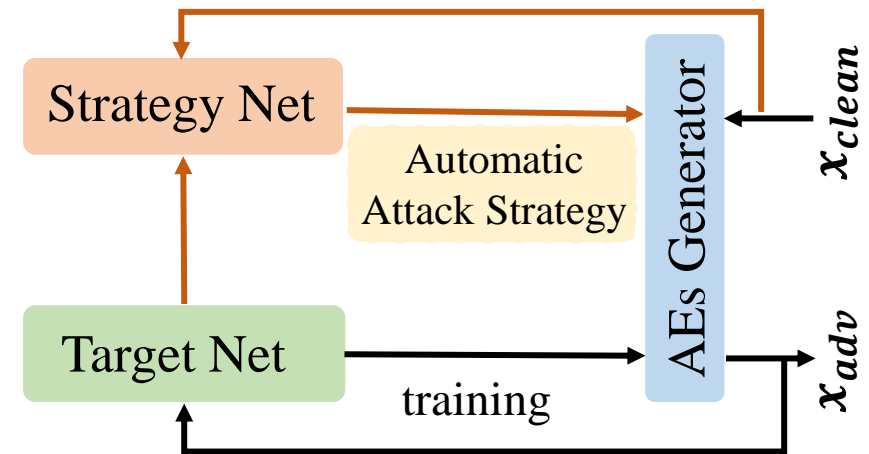 Strategy Net
Automatic
Attack Strategy
AEs Generator
x_clean
Target Net
training
x_adv